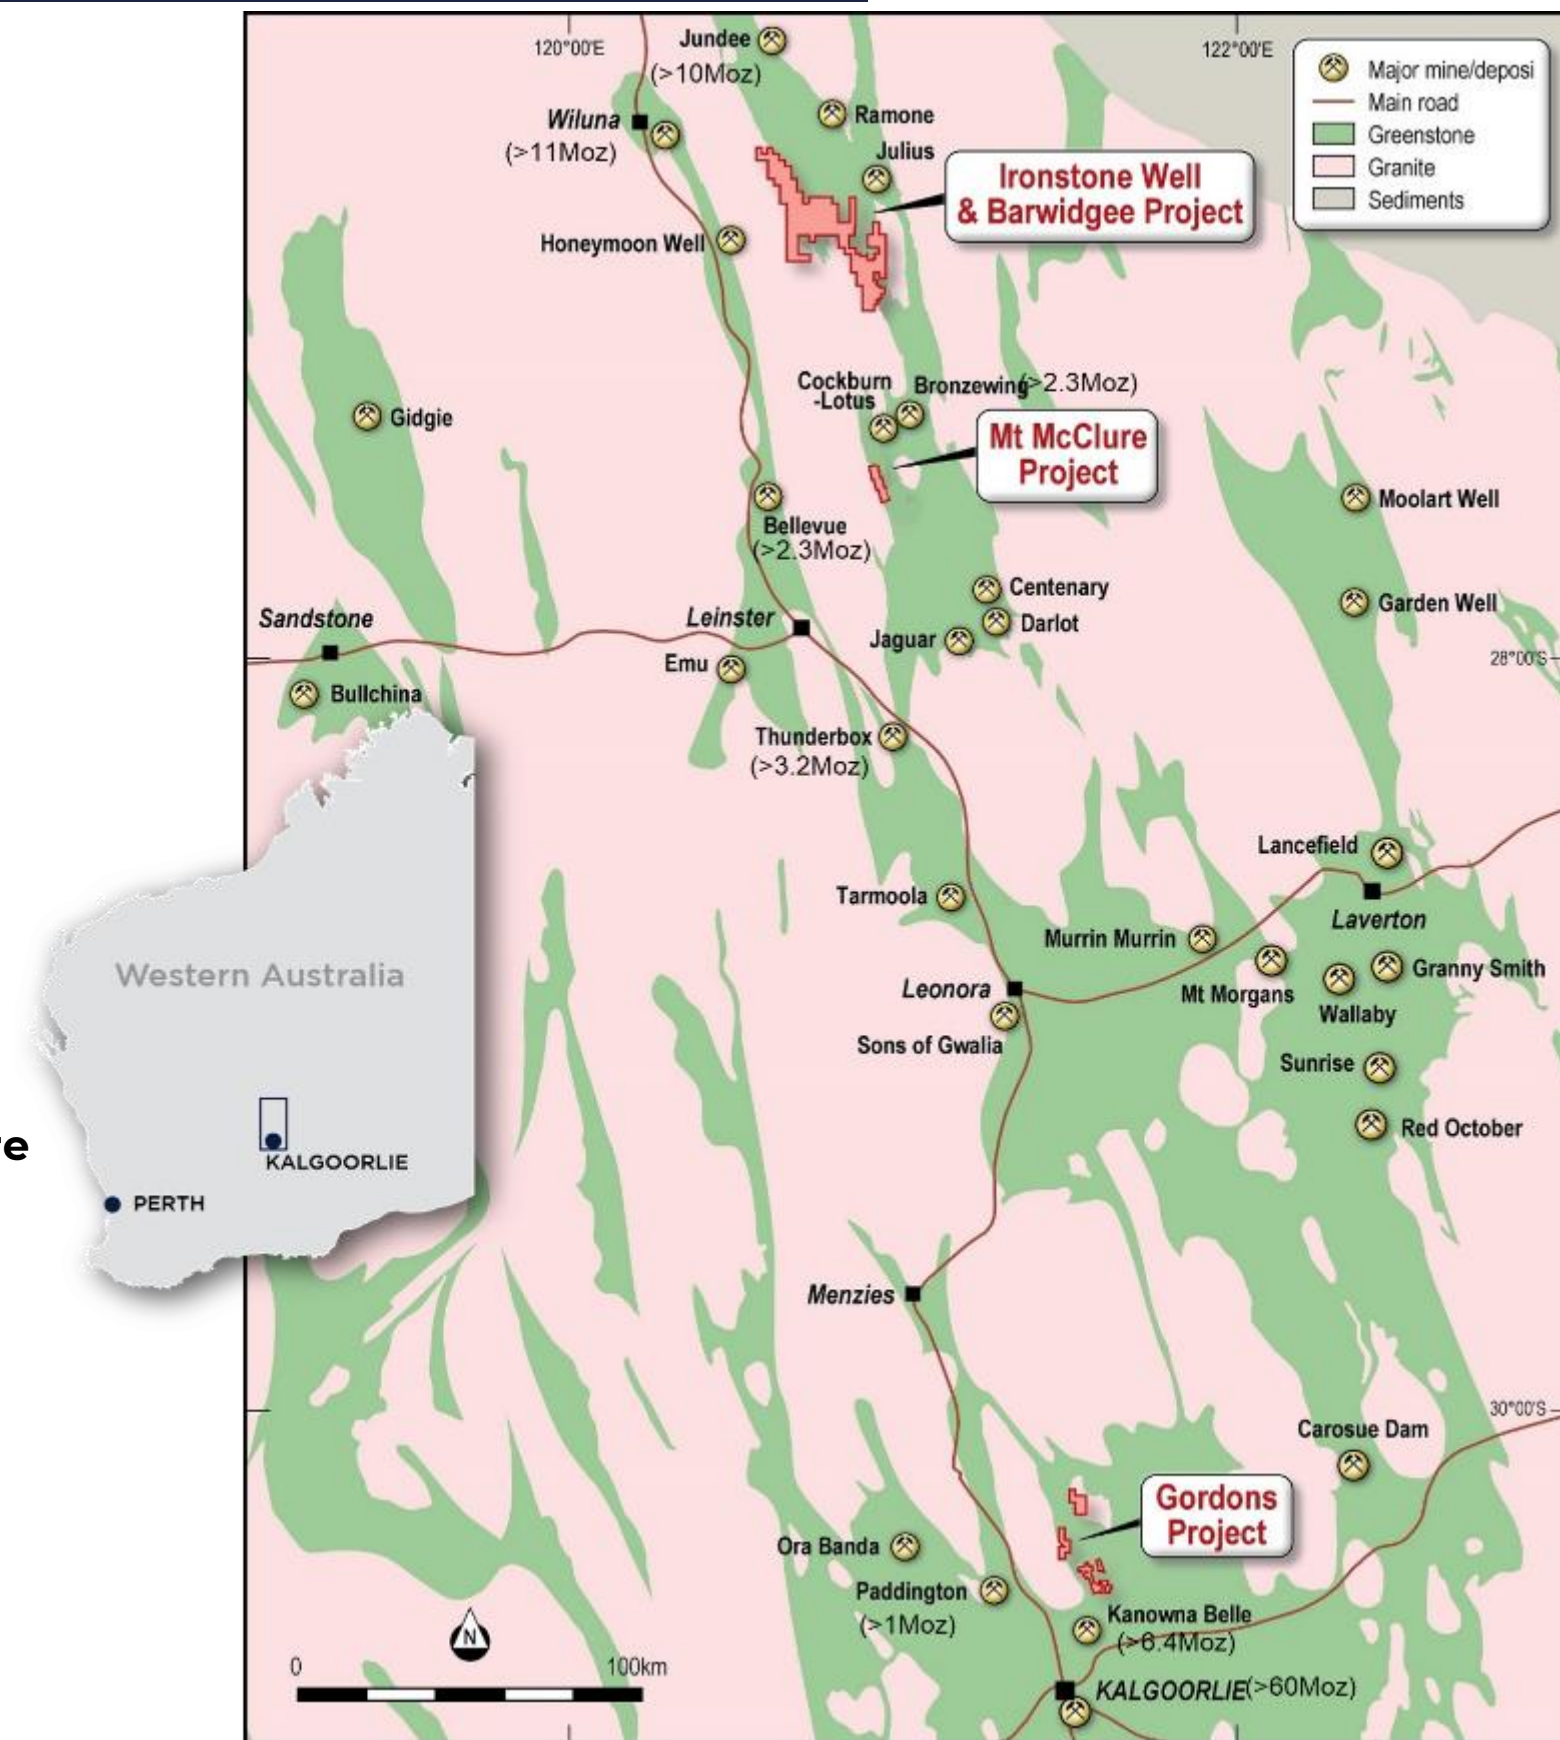 120°00'E
122°00'E
Jundee
(>10Moz)
Major mine/deposi
Main road
Greenstone
Granite
Sediments
Ramone
Wiluna
(>11Moz)
Julius
Ironstone Well
& Barwidgee Project
Honeymoon Well
Cockburn
-Lotus
Bronzewing
(>2.3Moz)
Gidgie
Mt McClure
Project
Moolart Well
Bellevue
(>2.3Moz)
Centenary
Garden Well
Sandstone
Leinster
Darlot
Jaguar
28°00'S
Emu
Bullchina
Thunderbox
(>3.2Moz)
Lancefield
Tarmoola
Laverton
Murrin Murrin
Western Australia
Granny Smith
Leonora
Mt Morgans
Wallaby
Sons of Gwalia
Sunrise
Red October
re
KALGOORLIE
PERTH
Menzies
30°00'S
Carosue Dam
Gordons
Project
Ora Banda
Paddington
(>1Moz)
Kanowna Belle
(>6.4Moz)
N
0
100km
KALGOORLIE(>60Moz)